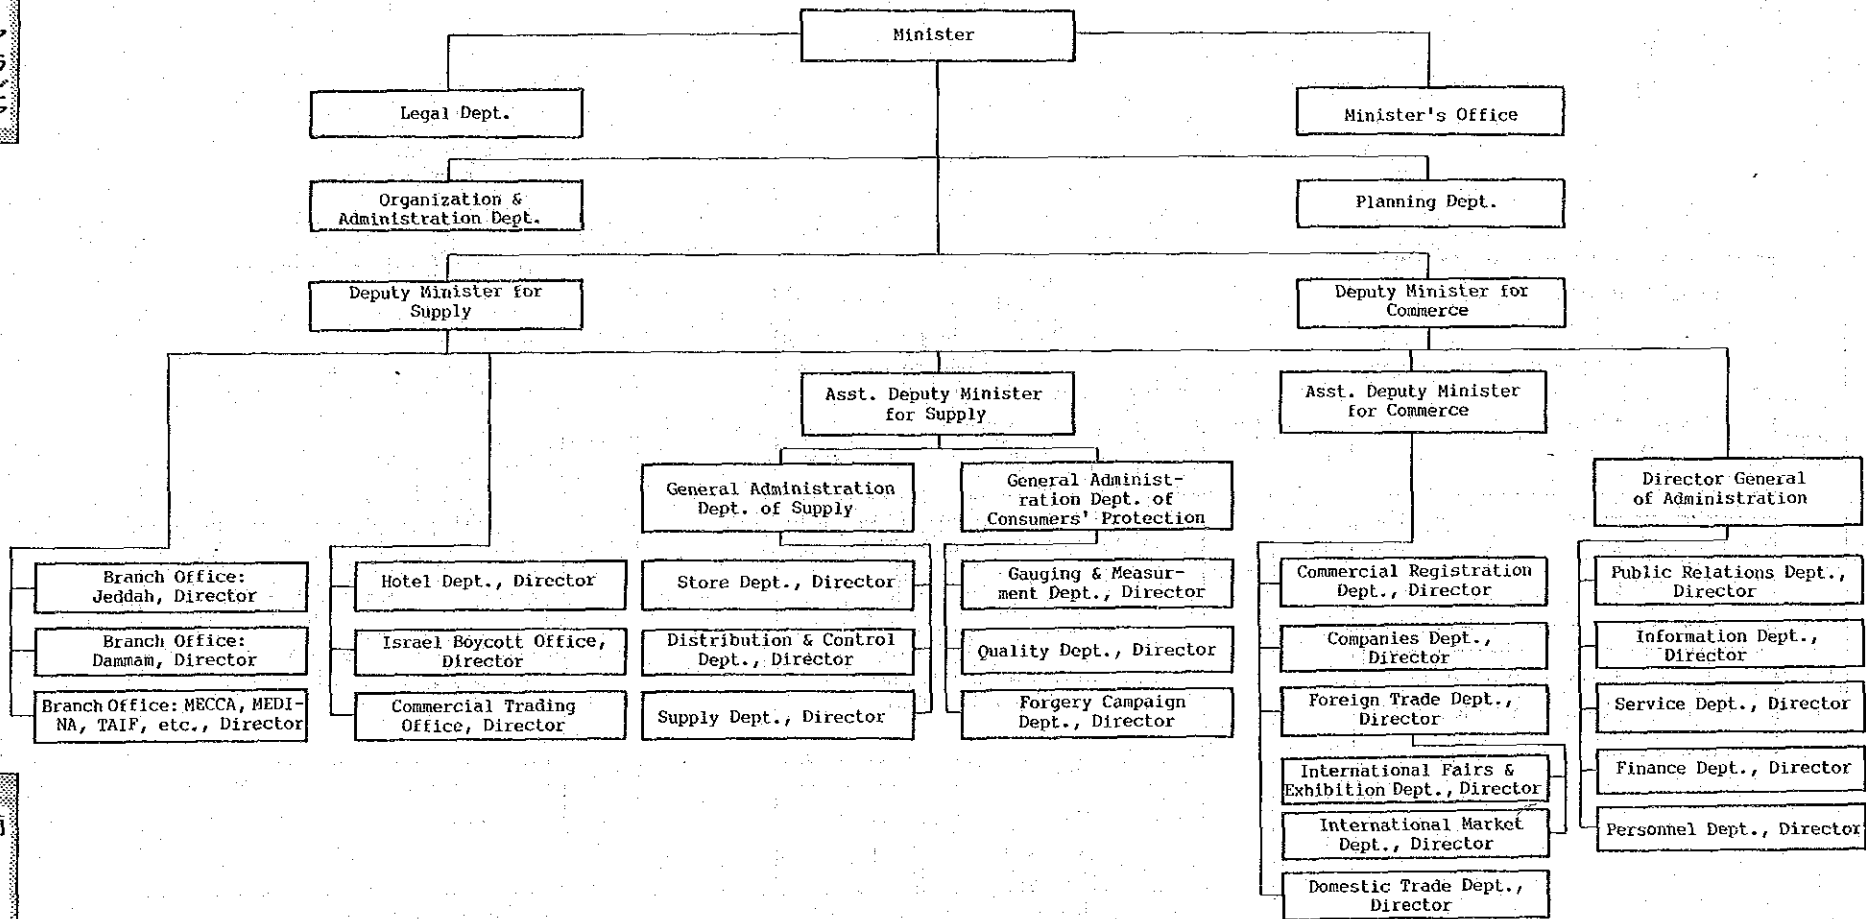 Minister
Legal Dept.
Minister's Office
Organization &
Administration Dept.
Planning Dept.
Deputy Minister for
Supply
Deputy Minister for
Commerce
Asst. Deputy Minister
for Supply
Asst. Deputy Minister
for Commerce
General Administration
Dept. of Supply
General Administ-
ration Dept. of
Consumers' Protection
Director General
of Administration
Branch Office:
Jeddah, Director
Branch Office:
Dammam, Director
Branch Office: MECCA, MEDI-
NA, TAIF, etc., Director
Hotel Dept., Director
Israel Boycott Office,
Director
Commercial Trading
Office, Director
Store Dept., Director
Distribution & Control
Dept., Director
Supply Dept., Director
Gauging & Measur-
ment Dept., Director
Quality Dept., Director
Forgery Campaign
Dept., Director
Commercial Registration
Dept., Director
Companies Dept.,
Director
Foreign Trade Dept.,
Director
International Fairs &
Exhibition Dept., Director
International Market
Dept., Director
Domestic Trade Dept.,
Director
Public Relations Dept.,
Director
Information Dept.,
Director
Service Dept., Director
Finance Dept., Director
Personnel Dept., Director